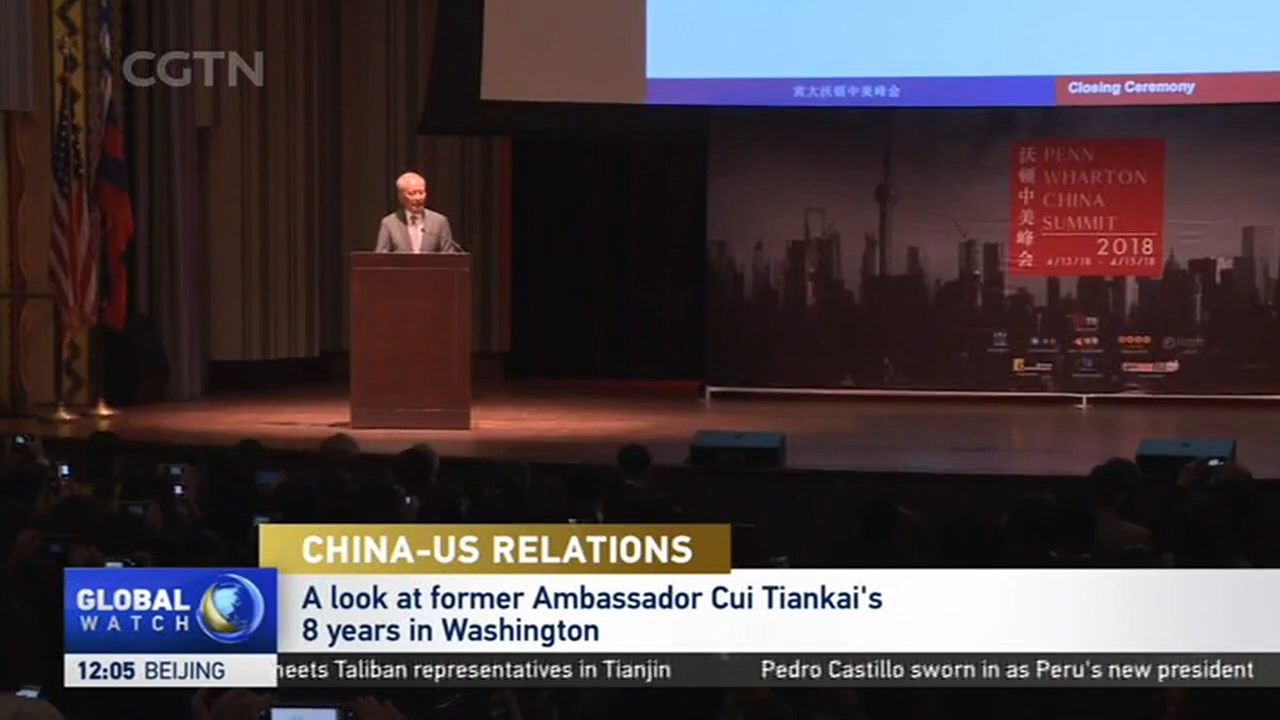 CGTN
宾大沃顿中美峰会
Closing Ceremony
沃顿中美峰会
PENN
WHARTON
CHINA
SUMMIT
2018
4/13/18 - 4/15/18
CHINA-US RELATIONS
GLOBAL
WATCH
A look at former Ambassador Cui Tiankai's
8 years in Washington
12:05 BEIJING
meets Taliban representatives in Tianjin
Pedro Castillo sworn in as Peru's new president